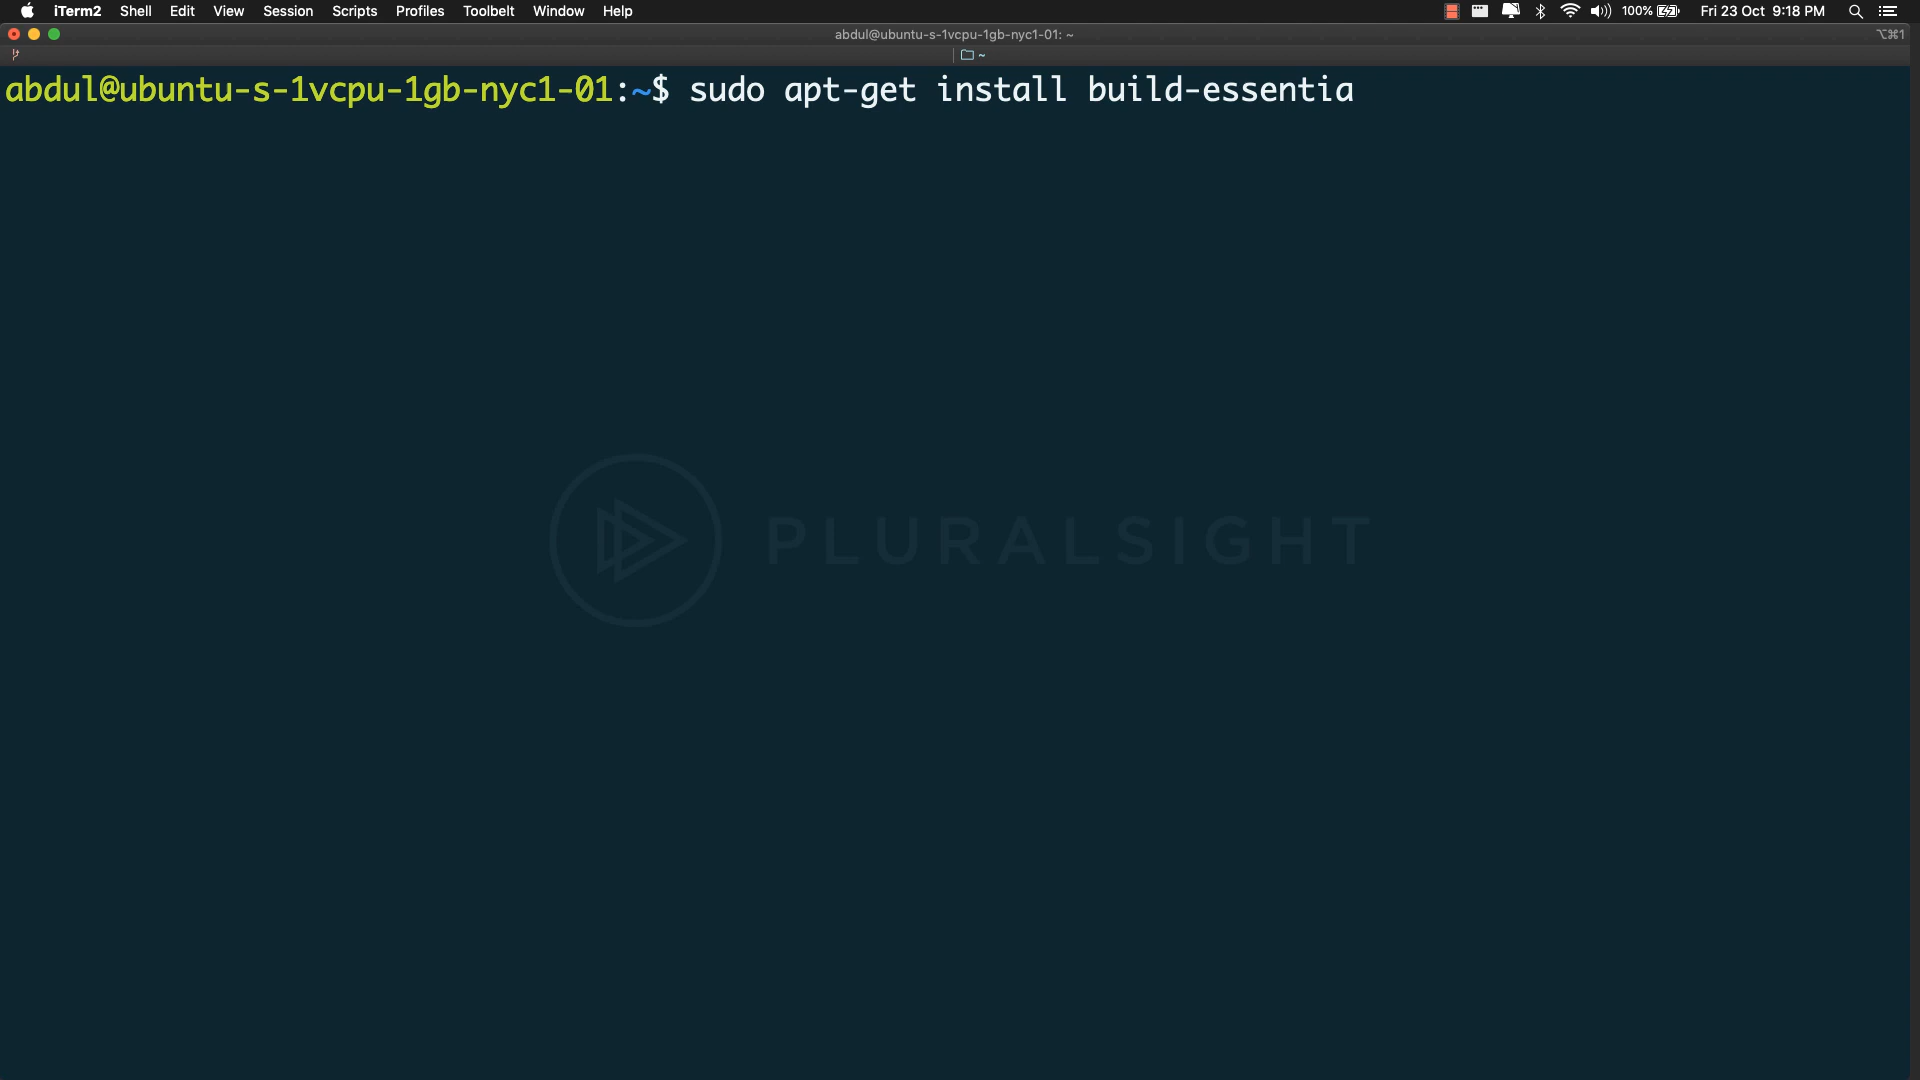 iTerm2 Shell Edit View Session Scripts Profiles Toolbelt Window Help 100% Fri 23 Oct 9:18 PM
abdul@ubuntu-s-1vcpu-1gb-nyc1-01: ~ ⌥⌘1
~
abdul@ubuntu-s-1vcpu-1gb-nyc1-01:~$ sudo apt-get install build-essentia
PLURALSIGHT